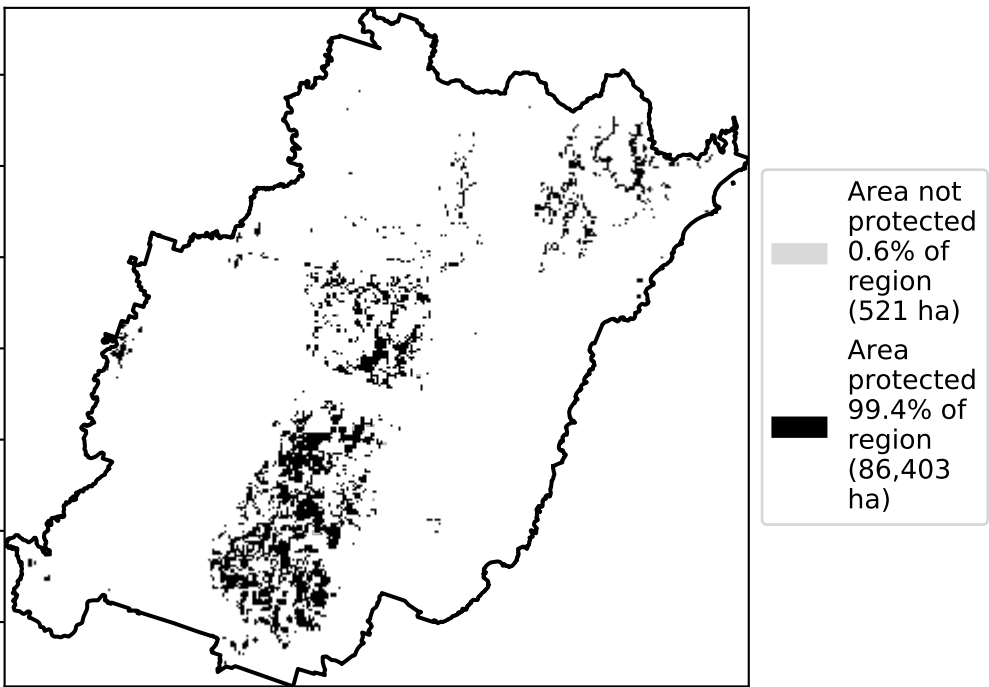 Area not
protected
0.6% of
region
(521 ha)
Area
protected
99.4% of
region
(86,403
ha)